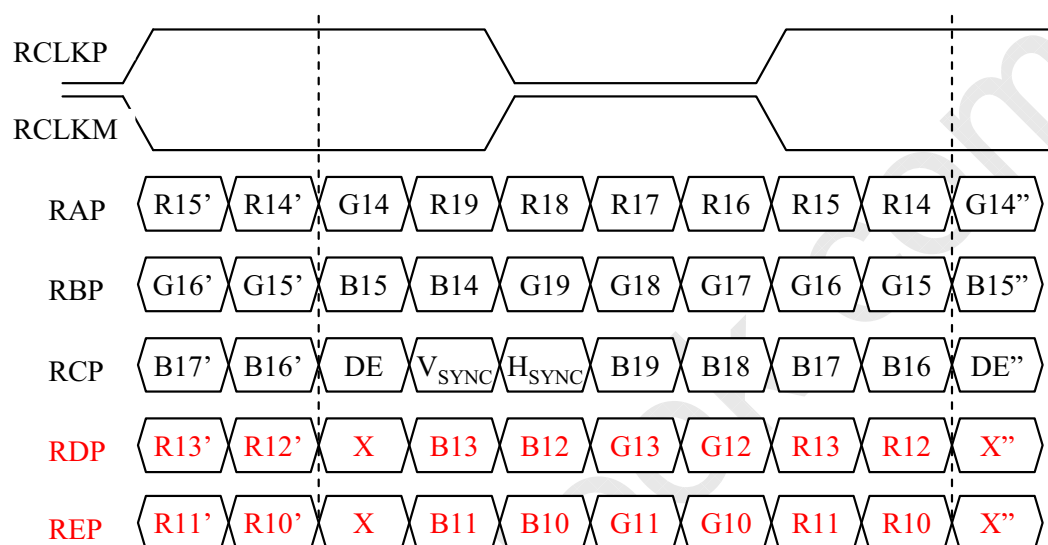 RCLKP
RCLKM
RAP R15’ R14’ G14 R19 R18 R17 R16 R15 R14 G14”
RBP G16’ G15’ B15 B14 G19 G18 G17 G16 G15 B15”
RCP B17’ B16’ DE VSYNC HSYNC B19 B18 B17 B16 DE”
RDP R13’ R12’ X B13 B12 G13 G12 R13 R12 X”
REP R11’ R10’ X B11 B10 G11 G10 R11 R10 X”